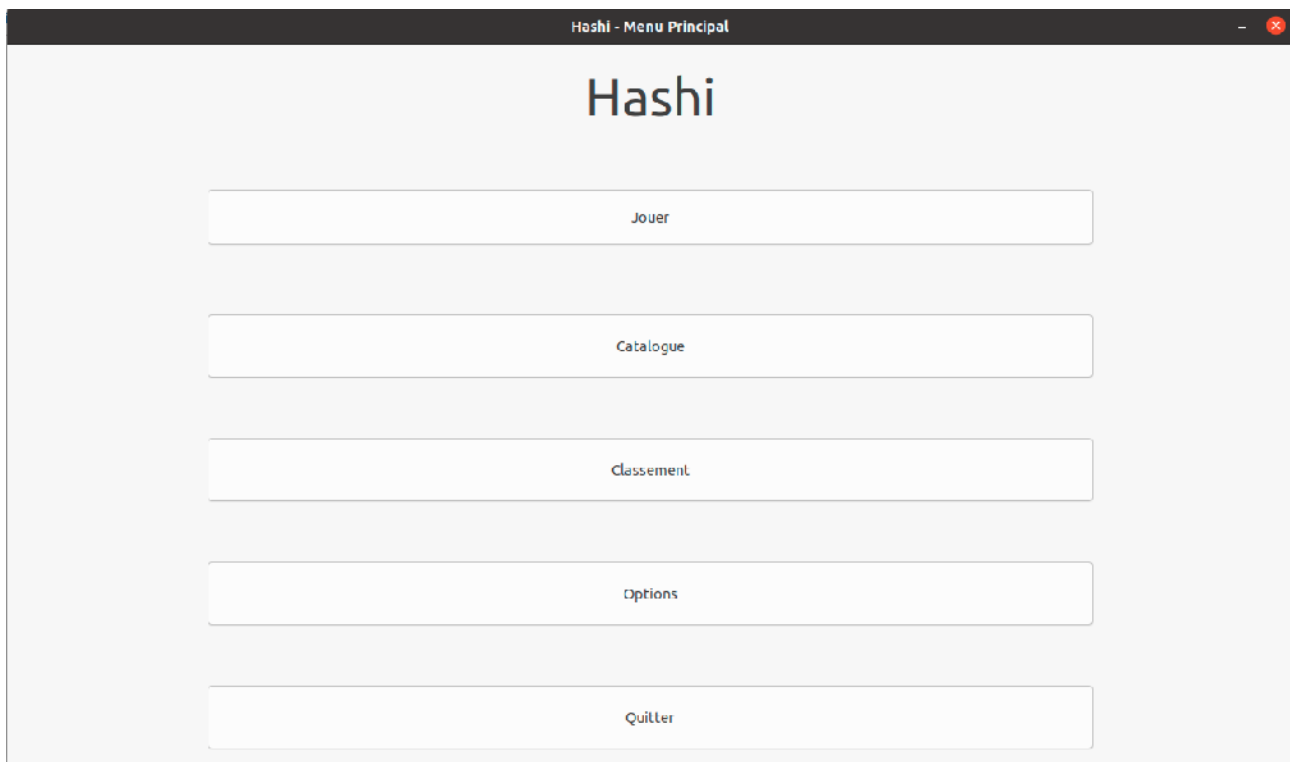 Hashi - Menu Principal
Hashi
Jouer
Catalogue
Classement
Options
Quitter